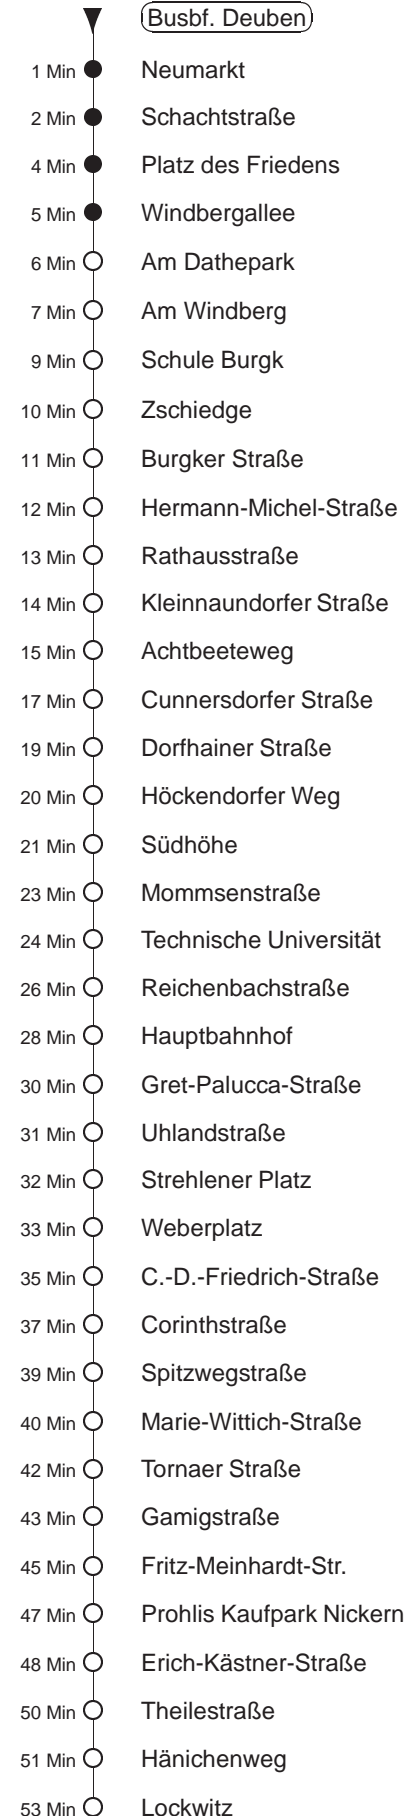 Busbf. Deuben
1 Min Neumarkt
2 Min Schachtstraße
4 Min Platz des Friedens
5 Min Windbergallee
6 Min Am Dathepark
7 Min Am Windberg
9 Min Schule Burgk
10 Min Zschiedge
11 Min Burgker Straße
12 Min Hermann-Michel-Straße
13 Min Rathausstraße
14 Min Kleinnaundorfer Straße
15 Min Achtbeeteweg
17 Min Cunnersdorfer Straße
19 Min Dorfhainer Straße
20 Min Höckendorfer Weg
21 Min Südhöhe
23 Min Mommsenstraße
24 Min Technische Universität
26 Min Reichenbachstraße
28 Min Hauptbahnhof
30 Min Gret-Palucca-Straße
31 Min Uhlandstraße
32 Min Strehlener Platz
33 Min Weberplatz
35 Min C.-D.-Friedrich-Straße
37 Min Corinthstraße
39 Min Spitzwegstraße
40 Min Marie-Wittich-Straße
42 Min Tornaer Straße
43 Min Gamigstraße
45 Min Fritz-Meinhardt-Str.
47 Min Prohlis Kaufpark Nickern
48 Min Erich-Kästner-Straße
50 Min Theilestraße
51 Min Hänichenweg
53 Min Lockwitz